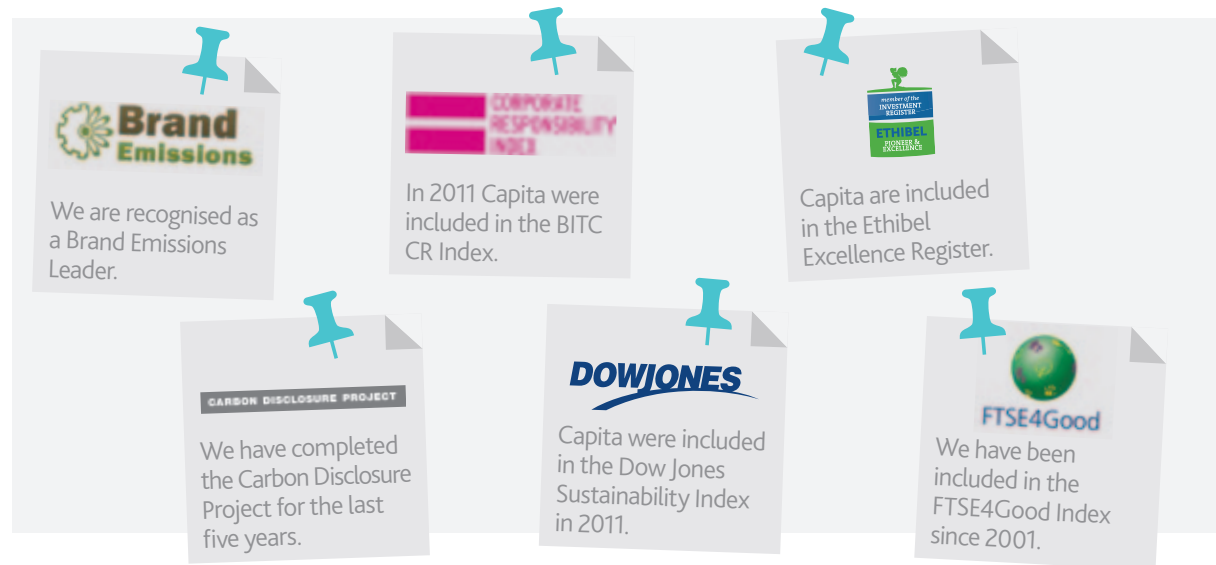 Brand
Emissions
We are recognised as
a Brand Emissions
Leader.
CORPORATE
RESPONSIBILITY
INDEX
In 2011 Capita were
included in the BITC
CR Index.
member of the
INVESTMENT
REGISTER
ETHIBEL
PIONEER &
EXCELLENCE
Capita are included
in the Ethibel
Excellence Register.
CARBON DISCLOSURE PROJECT
We have completed
the Carbon Disclosure
Project for the last
five years.
DOWJONES
Capita were included
in the Dow Jones
Sustainability Index
in 2011.
FTSE4Good
We have been
included in the
FTSE4Good Index
since 2001.